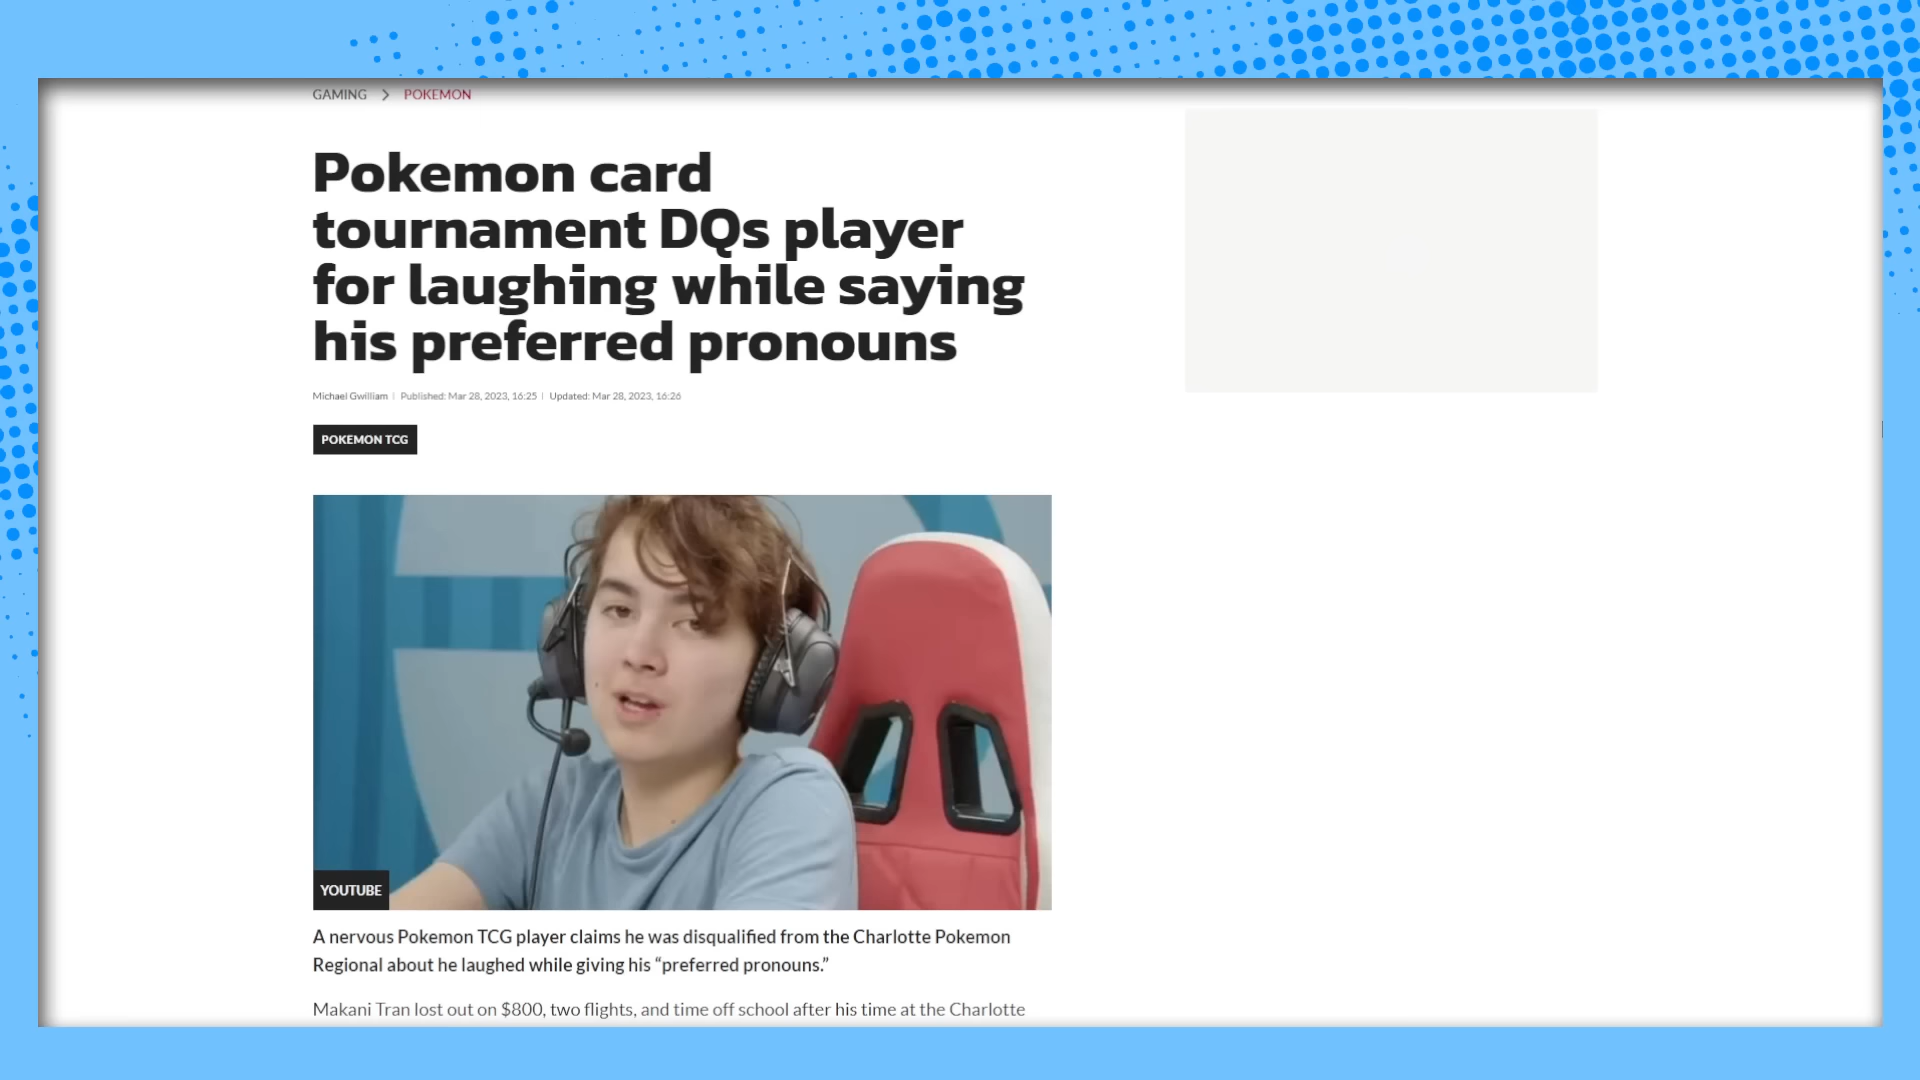 GAMING > POKEMON
Pokemon card
tournament DQs player
for laughing while saying
his preferred pronouns
Michael Gwilliam | Published: Mar 28, 2023, 16:25 | Updated: Mar 28, 2023, 16:26
POKEMON TCG
YOUTUBE
A nervous Pokemon TCG player claims he was disqualified from the Charlotte Pokemon
Regional about he laughed while giving his “preferred pronouns.”
Makani Tran lost out on $800, two flights, and time off school after his time at the Charlotte